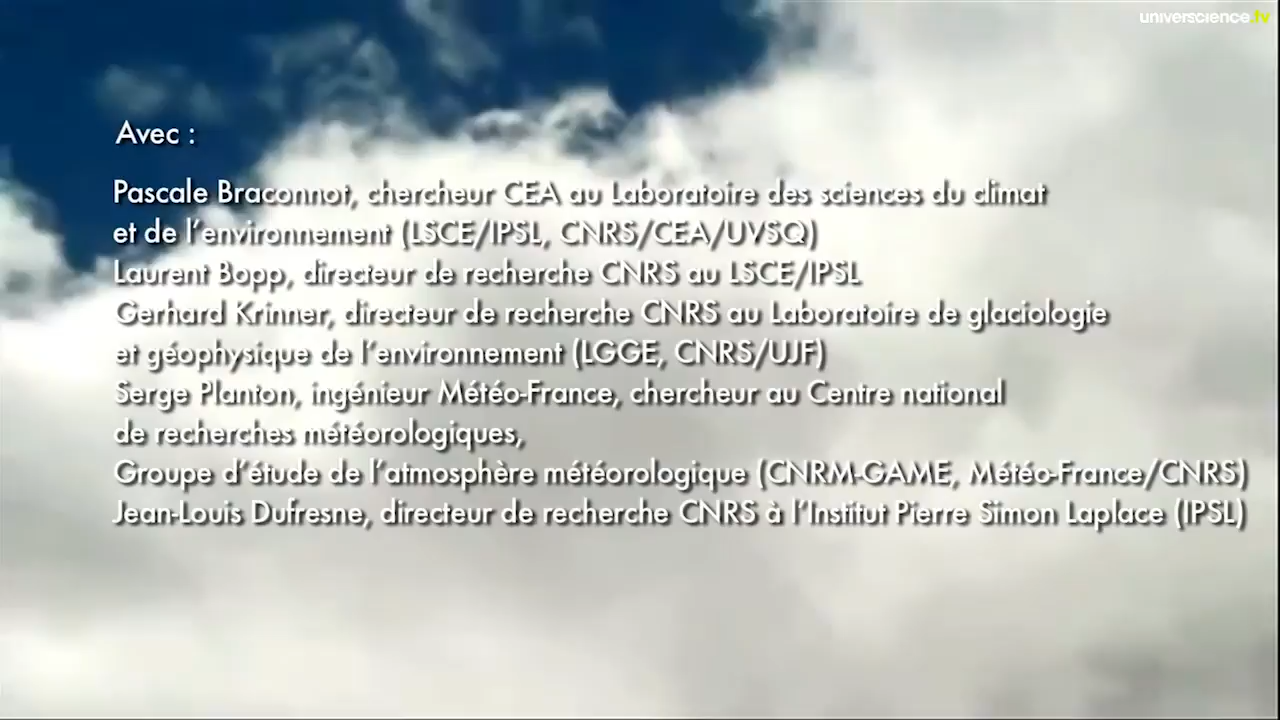 universcience.tv
Avec :
Pascale Braconnot, chercheur CEA au Laboratoire des sciences du climat
et de l'environnement (LSCE/IPSL, CNRS/CEA/UVSQ)
Laurent Bopp, directeur de recherche CNRS au LSCE/IPSL
Gerhard Krinner, directeur de recherche CNRS au Laboratoire de glaciologie
et géophysique de l'environnement (LGGE, CNRS/UJF)
Serge Planton, ingénieur Météo-France, chercheur au Centre national
de recherches météorologiques,
Groupe d'étude de l'atmosphère météorologique (CNRM-GAME, Météo-France/CNRS)
Jean-Louis Dufresne, directeur de recherche CNRS à l'Institut Pierre Simon Laplace (IPSL)